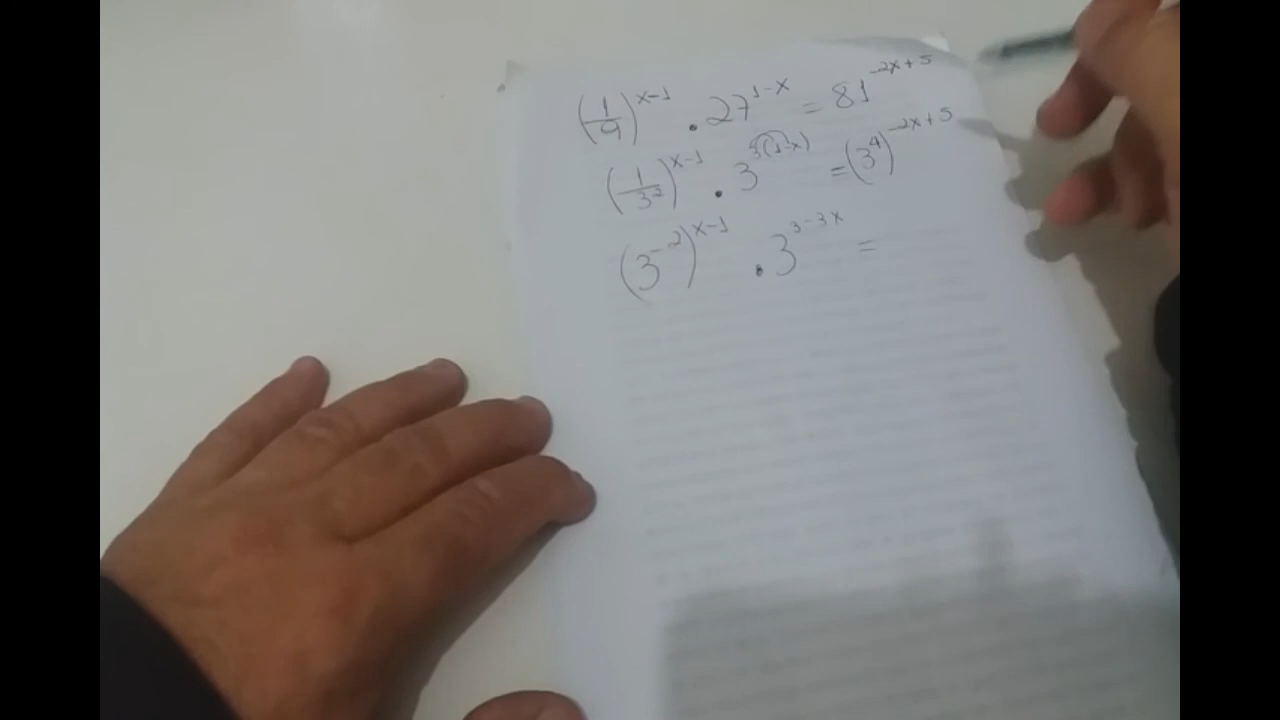 (1/9)^(x-1) . 27^(1-x) = 81^(-2x+5)
(1/3²)^(x-1) . 3^(3(1-x)) = (3⁴)^(-2x+5)
(3⁻²)^(x-1) . 3^(3-3x) =